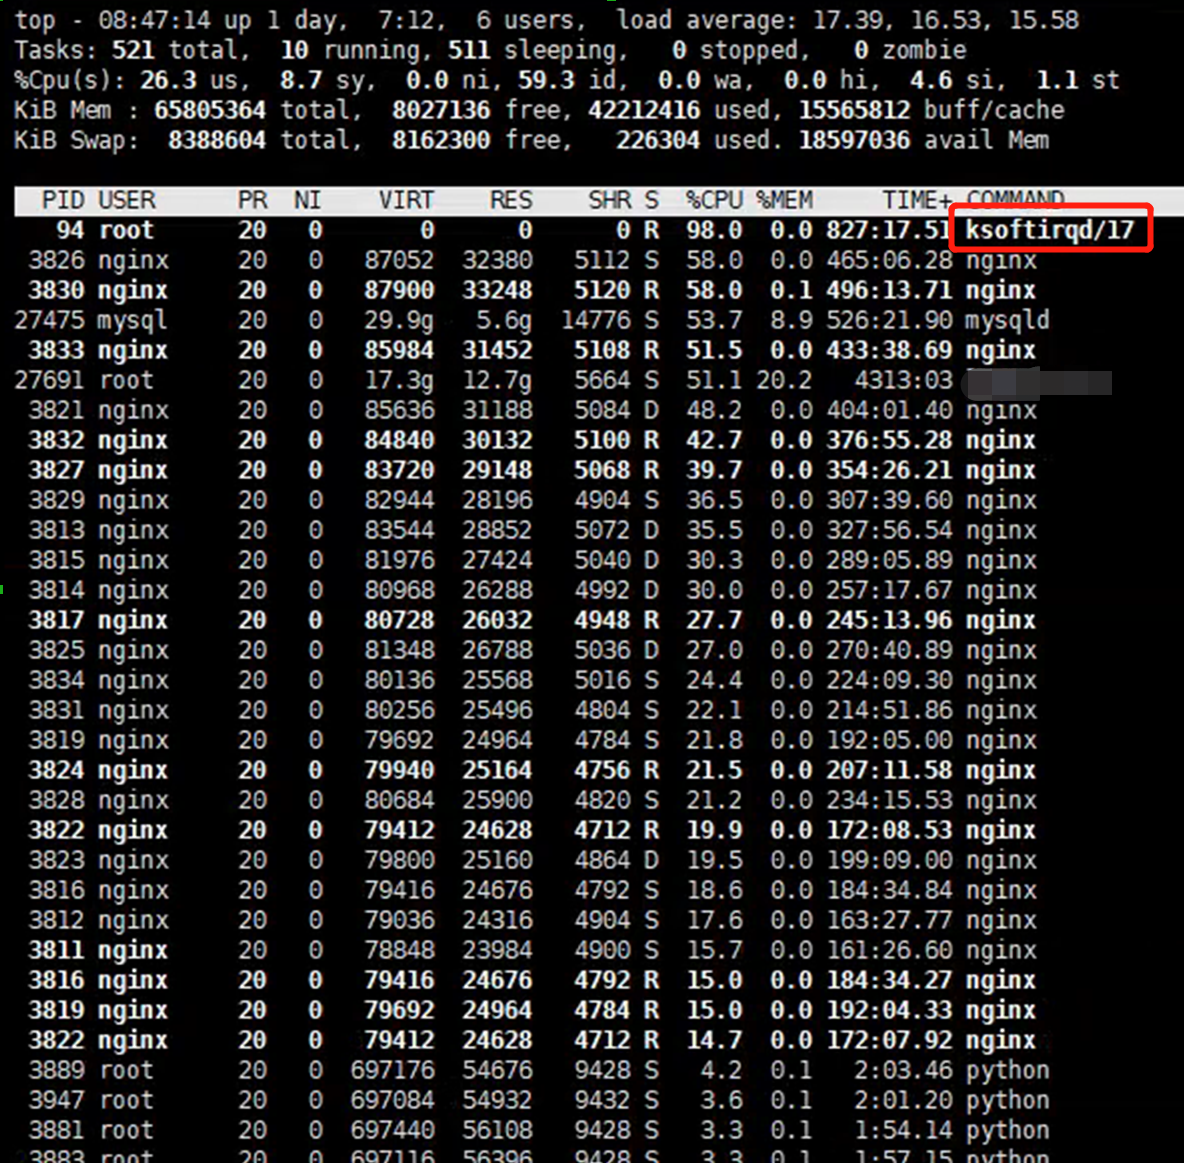 top - 08:47:14 up 1 day,  7:12,  6 users,  load average: 17.39, 16.53, 15.58
Tasks: 521 total,  10 running, 511 sleeping,   0 stopped,   0 zombie
%Cpu(s): 26.3 us,  8.7 sy,  0.0 ni, 59.3 id,  0.0 wa,  0.0 hi,  4.6 si,  1.1 st
KiB Mem : 65805364 total,  8027136 free, 42212416 used, 15565812 buff/cache
KiB Swap:  8388604 total,  8162300 free,   226304 used. 18597036 avail Mem
PID USER PR NI VIRT RES SHR S %CPU %MEM TIME+ COMMAND
94 root 20 0 0 0 0 R 98.0 0.0 827:17.51 ksoftirqd/17
3826 nginx 20 0 87052 32380 5112 S 58.0 0.0 465:06.28 nginx
3830 nginx 20 0 87900 33248 5120 R 58.0 0.1 496:13.71 nginx
27475 mysql 20 0 29.9g 5.6g 14776 S 53.7 8.9 526:21.90 mysqld
3833 nginx 20 0 85984 31452 5108 R 51.5 0.0 433:38.69 nginx
27691 root 20 0 17.3g 12.7g 5664 S 51.1 20.2 4313:03
3821 nginx 20 0 85636 31188 5084 D 48.2 0.0 404:01.40 nginx
3832 nginx 20 0 84840 30132 5100 R 42.7 0.0 376:55.28 nginx
3827 nginx 20 0 83720 29148 5068 R 39.7 0.0 354:26.21 nginx
3829 nginx 20 0 82944 28196 4904 S 36.5 0.0 307:39.60 nginx
3813 nginx 20 0 83544 28852 5072 D 35.5 0.0 327:56.54 nginx
3815 nginx 20 0 81976 27424 5040 D 30.3 0.0 289:05.89 nginx
3814 nginx 20 0 80968 26288 4992 D 30.0 0.0 257:17.67 nginx
3817 nginx 20 0 80728 26032 4948 R 27.7 0.0 245:13.96 nginx
3825 nginx 20 0 81348 26788 5036 D 27.0 0.0 270:40.89 nginx
3834 nginx 20 0 80136 25568 5016 S 24.4 0.0 224:09.30 nginx
3831 nginx 20 0 80256 25496 4804 S 22.1 0.0 214:51.86 nginx
3819 nginx 20 0 79692 24964 4784 S 21.8 0.0 192:05.00 nginx
3824 nginx 20 0 79940 25164 4756 R 21.5 0.0 207:11.58 nginx
3828 nginx 20 0 80684 25900 4820 S 21.2 0.0 234:15.53 nginx
3822 nginx 20 0 79412 24628 4712 R 19.9 0.0 172:08.53 nginx
3823 nginx 20 0 79800 25160 4864 D 19.5 0.0 199:09.00 nginx
3816 nginx 20 0 79416 24676 4792 S 18.6 0.0 184:34.84 nginx
3812 nginx 20 0 79036 24316 4904 S 17.6 0.0 163:27.77 nginx
3811 nginx 20 0 78848 23984 4900 S 15.7 0.0 161:26.60 nginx
3816 nginx 20 0 79416 24676 4792 R 15.0 0.0 184:34.27 nginx
3819 nginx 20 0 79692 24964 4784 R 15.0 0.0 192:04.33 nginx
3822 nginx 20 0 79412 24628 4712 R 14.7 0.0 172:07.92 nginx
3889 root 20 0 697176 54676 9428 S 4.2 0.1 2:03.46 python
3947 root 20 0 697084 54932 9432 S 3.6 0.1 2:01.20 python
3881 root 20 0 697440 56108 9428 S 3.3 0.1 1:54.14 python
3883 root 20 0 697116 56396 9428 S 3.3 0.1 1:57.15 python